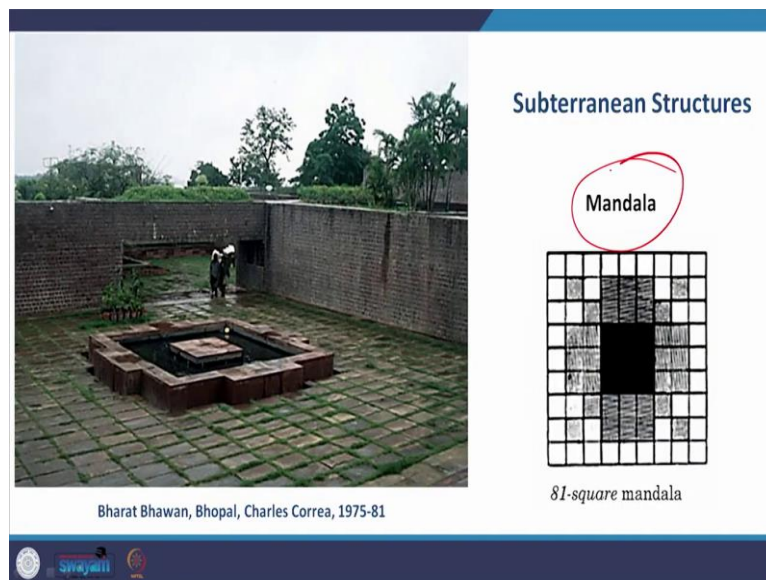 Subterranean Structures
Mandala
81-square mandala
Bharat Bhawan, Bhopal, Charles Correa, 1975-81
swayam